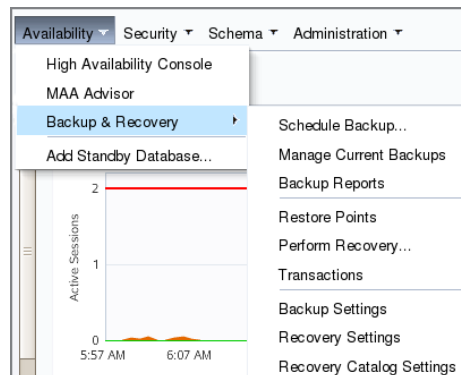 Availability Security Schema Administration
High Availability Console
MAA Advisor
Backup & Recovery
Add Standby Database...
Schedule Backup...
Manage Current Backups
Backup Reports
Restore Points
Perform Recovery...
Transactions
Backup Settings
Recovery Settings
Recovery Catalog Settings
Active Sessions
2
1
0
5:57 AM 6:07 AM